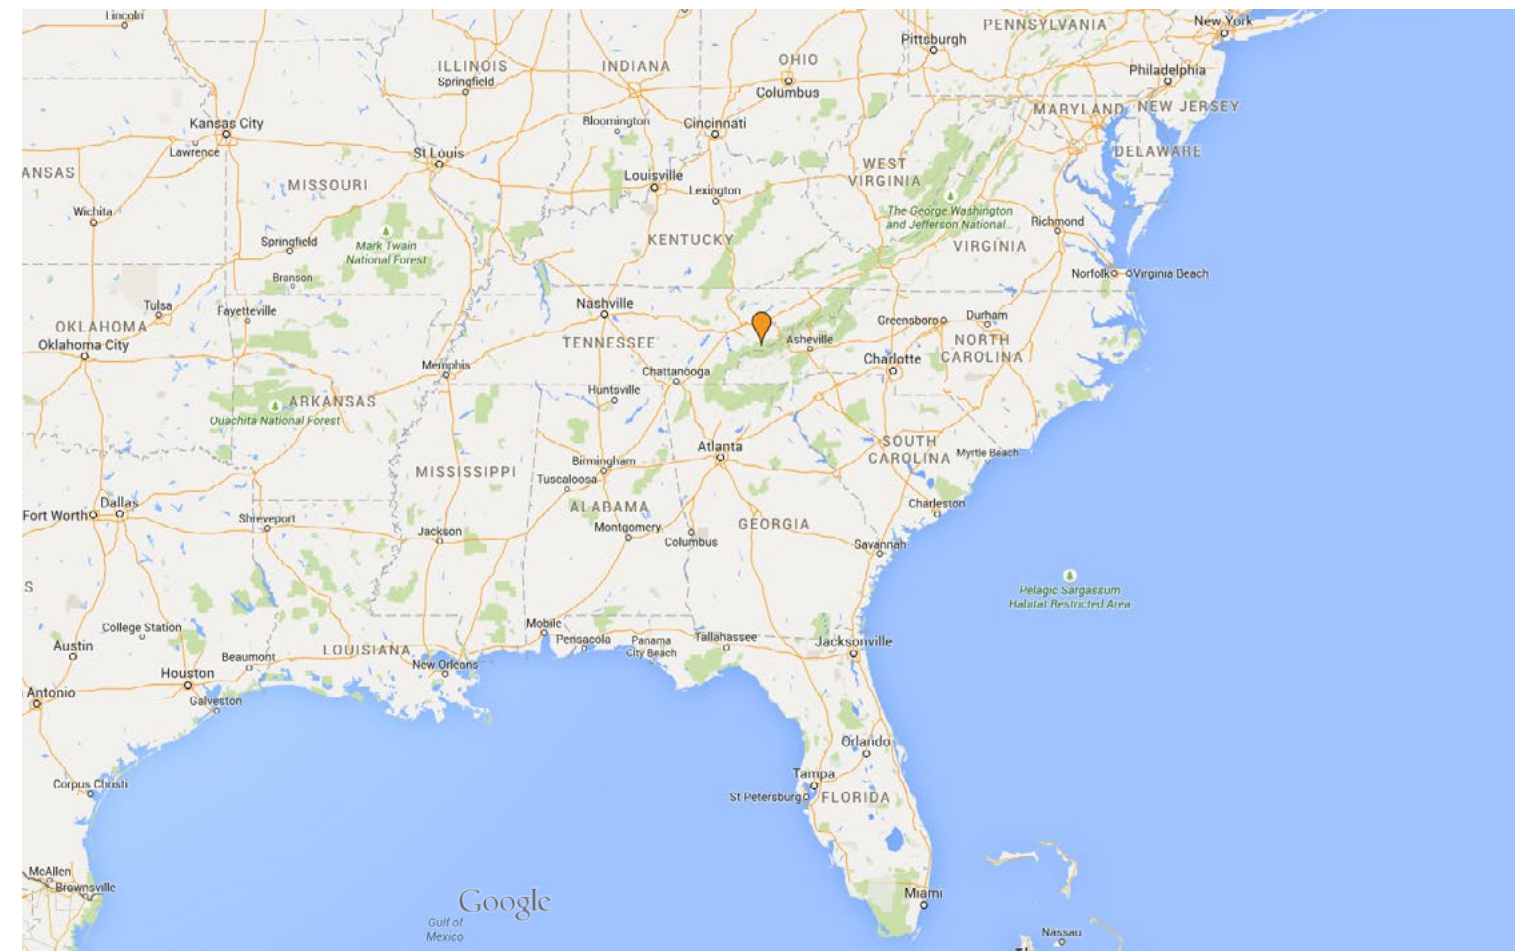 Lincoln
PENNSYLVANIA
New York
Pittsburgh
ILLINOIS
INDIANA
OHIO
Springfield
Columbus
Philadelphia
MARYLAND
NEW JERSEY
Kansas City
Bloomington
Cincinnati
Lawrence
St Louis
DELAWARE
ANSAS
MISSOURI
Louisville
Lexington
WEST
VIRGINIA
Wichita
The George Washington
and Jefferson National...
Richmond
Springfield
Mark Twain
National Forest
KENTUCKY
VIRGINIA
Branson
Norfolk
Virginia Beach
Tulsa
Fayetteville
Nashville
OKLAHOMA
Greensboro
Durham
Oklahoma City
TENNESSEE
Asheville
NORTH
CAROLINA
Memphis
Chattanooga
Charlotte
Huntsville
ARKANSAS
Ouachita National Forest
Atlanta
SOUTH
CAROLINA
Myrtle Beach
MISSISSIPPI
Birmingham
Tuscaloosa
Dallas
Fort Worth
Shreveport
ALABAMA
GEORGIA
Charleston
Jackson
Montgomery
Columbus
Savannah
S
Pelagic Sargassum
Habitat Restricted Area
College Station
Mobile
Pensacola
Panama
City Beach
Tallahassee
Jacksonville
Austin
Beaumont
LOUISIANA
New Orleans
Houston
Antonio
Galveston
Orlando
Tampa
Corpus Christi
St Petersburg
FLORIDA
McAllen
Brownsville
Google
Miami
Gulf of
Mexico
Nassau